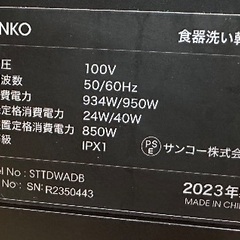 NKO 食器洗い乾
圧 100V
波数 50/60Hz
費電力 934W/950W
定格消費電力 24W/40W
置定格消費電力 850W
級 IPX1
PSE サンコー株式会社
l No : STTDWADB
o : SN: R2350443
2023年
MADE IN CHIN